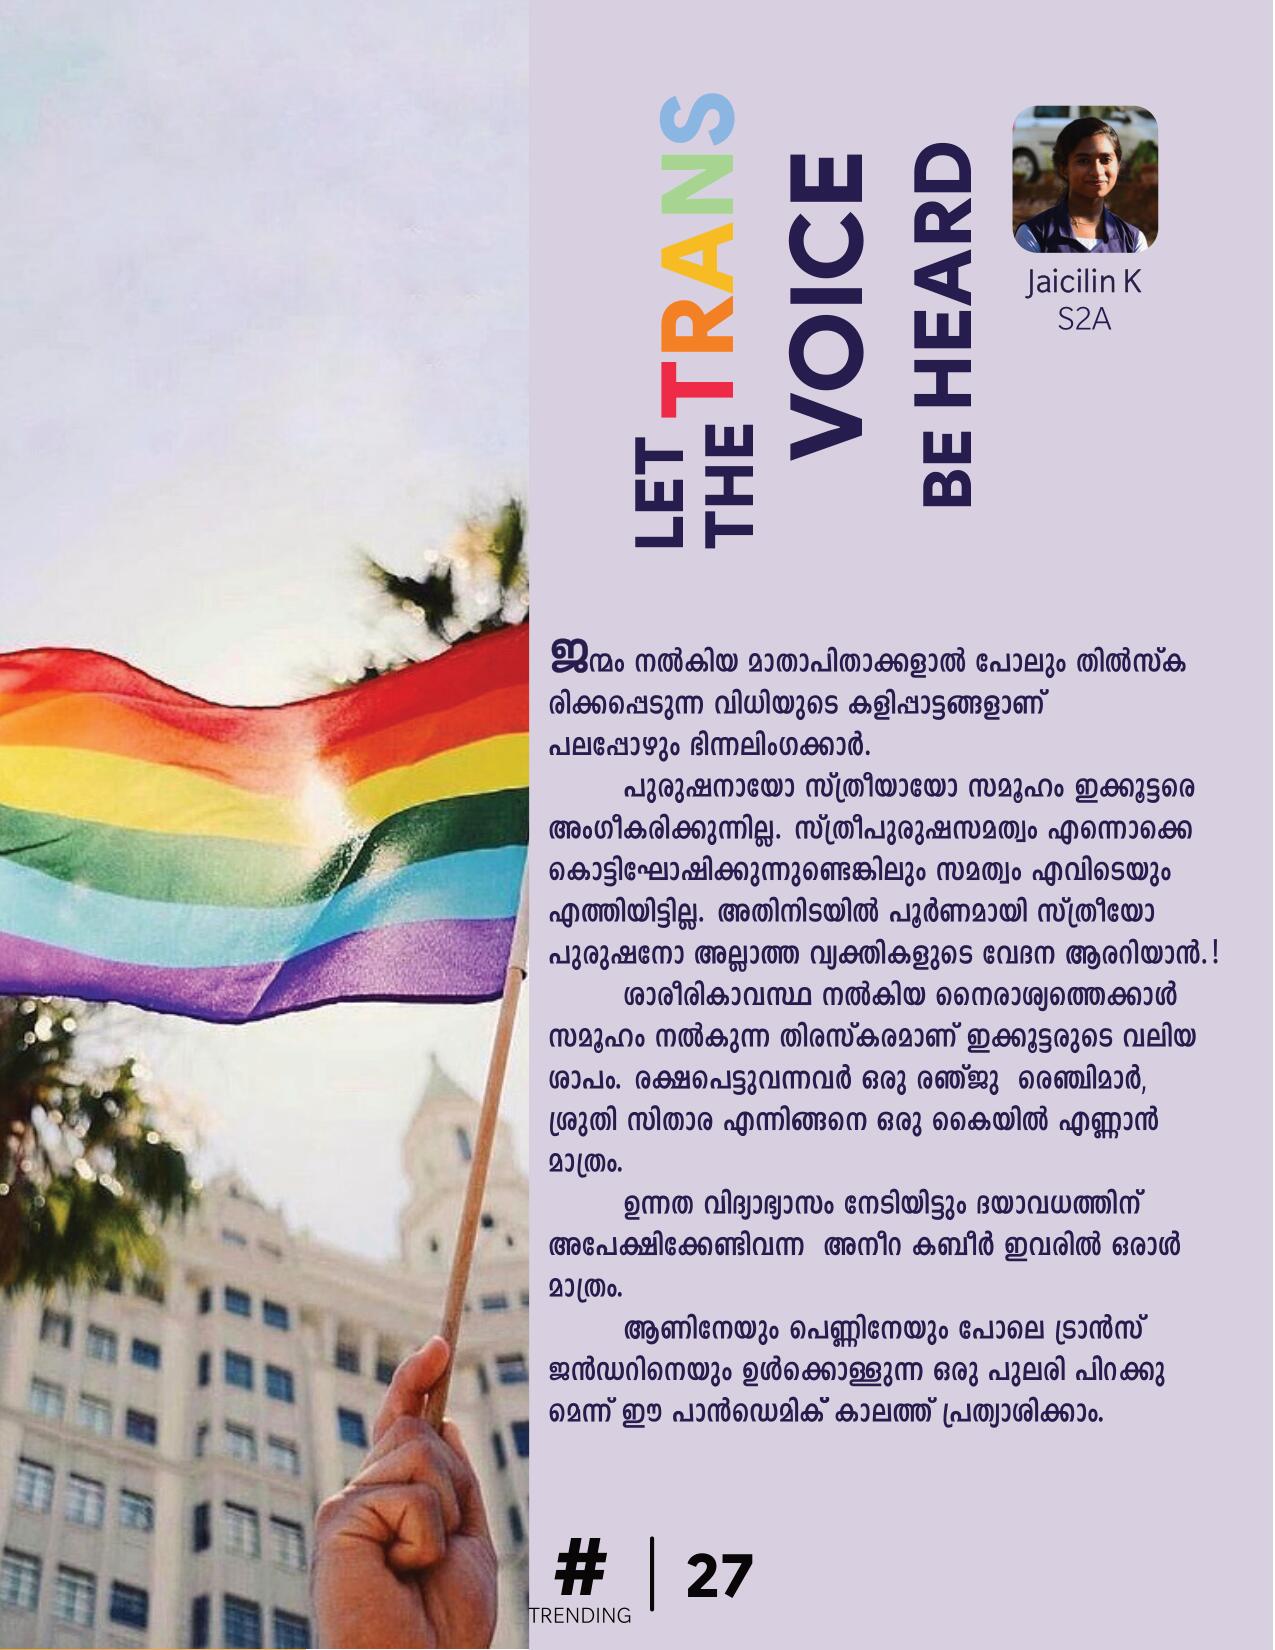 LET
THE TRANS
VOICE
BE HEARD
Jaicilin K
S2A
ജന്മം നൽകിയ മാതാപിതാക്കളാൽ പോലും തിൽസ്ക
രിക്കപ്പെടുന്ന വിധിയുടെ കളിപ്പാട്ടങ്ങളാണ്
പലപ്പോഴും ഭിന്നലിംഗക്കാർ.
പുരുഷനായോ സ്ത്രീയായോ സമൂഹം ഇക്കൂട്ടരെ
അംഗീകരിക്കുന്നില്ല. സ്ത്രീപുരുഷസമത്വം എന്നൊക്കെ
കൊട്ടിഘോഷിക്കുന്നുണ്ടെങ്കിലും സമത്വം എവിടെയും
എത്തിയിട്ടില്ല. അതിനിടയിൽ പൂർണമായി സ്ത്രീയോ
പുരുഷനോ അല്ലാത്ത വ്യക്തികളുടെ വേദന ആരറിയാൻ.!
ശാരീരികാവസ്ഥ നൽകിയ നൈരാശ്യത്തെക്കാൾ
സമൂഹം നൽകുന്ന തിരസ്കരമാണ് ഇക്കൂട്ടരുടെ വലിയ
ശാപം. രക്ഷപെട്ടുവന്നവർ ഒരു രഞ്ജു രെഞ്ചിമാർ,
ശ്രുതി സിതാര എന്നിങ്ങനെ ഒരു കൈയിൽ എണ്ണാൻ
മാത്രം.
ഉന്നത വിദ്യാഭ്യാസം നേടിയിട്ടും ദയാവധത്തിന്
അപേക്ഷിക്കേണ്ടിവന്ന അനീറ കബീർ ഇവരിൽ ഒരാൾ
മാത്രം.
ആണിനേയും പെണ്ണിനേയും പോലെ ട്രാൻസ്
ജൻഡറിനെയും ഉൾക്കൊള്ളുന്ന ഒരു പുലരി പിറക്കു
മെന്ന് ഈ പാൻഡെമിക് കാലത്ത് പ്രത്യാശിക്കാം.
# | 27
TRENDING